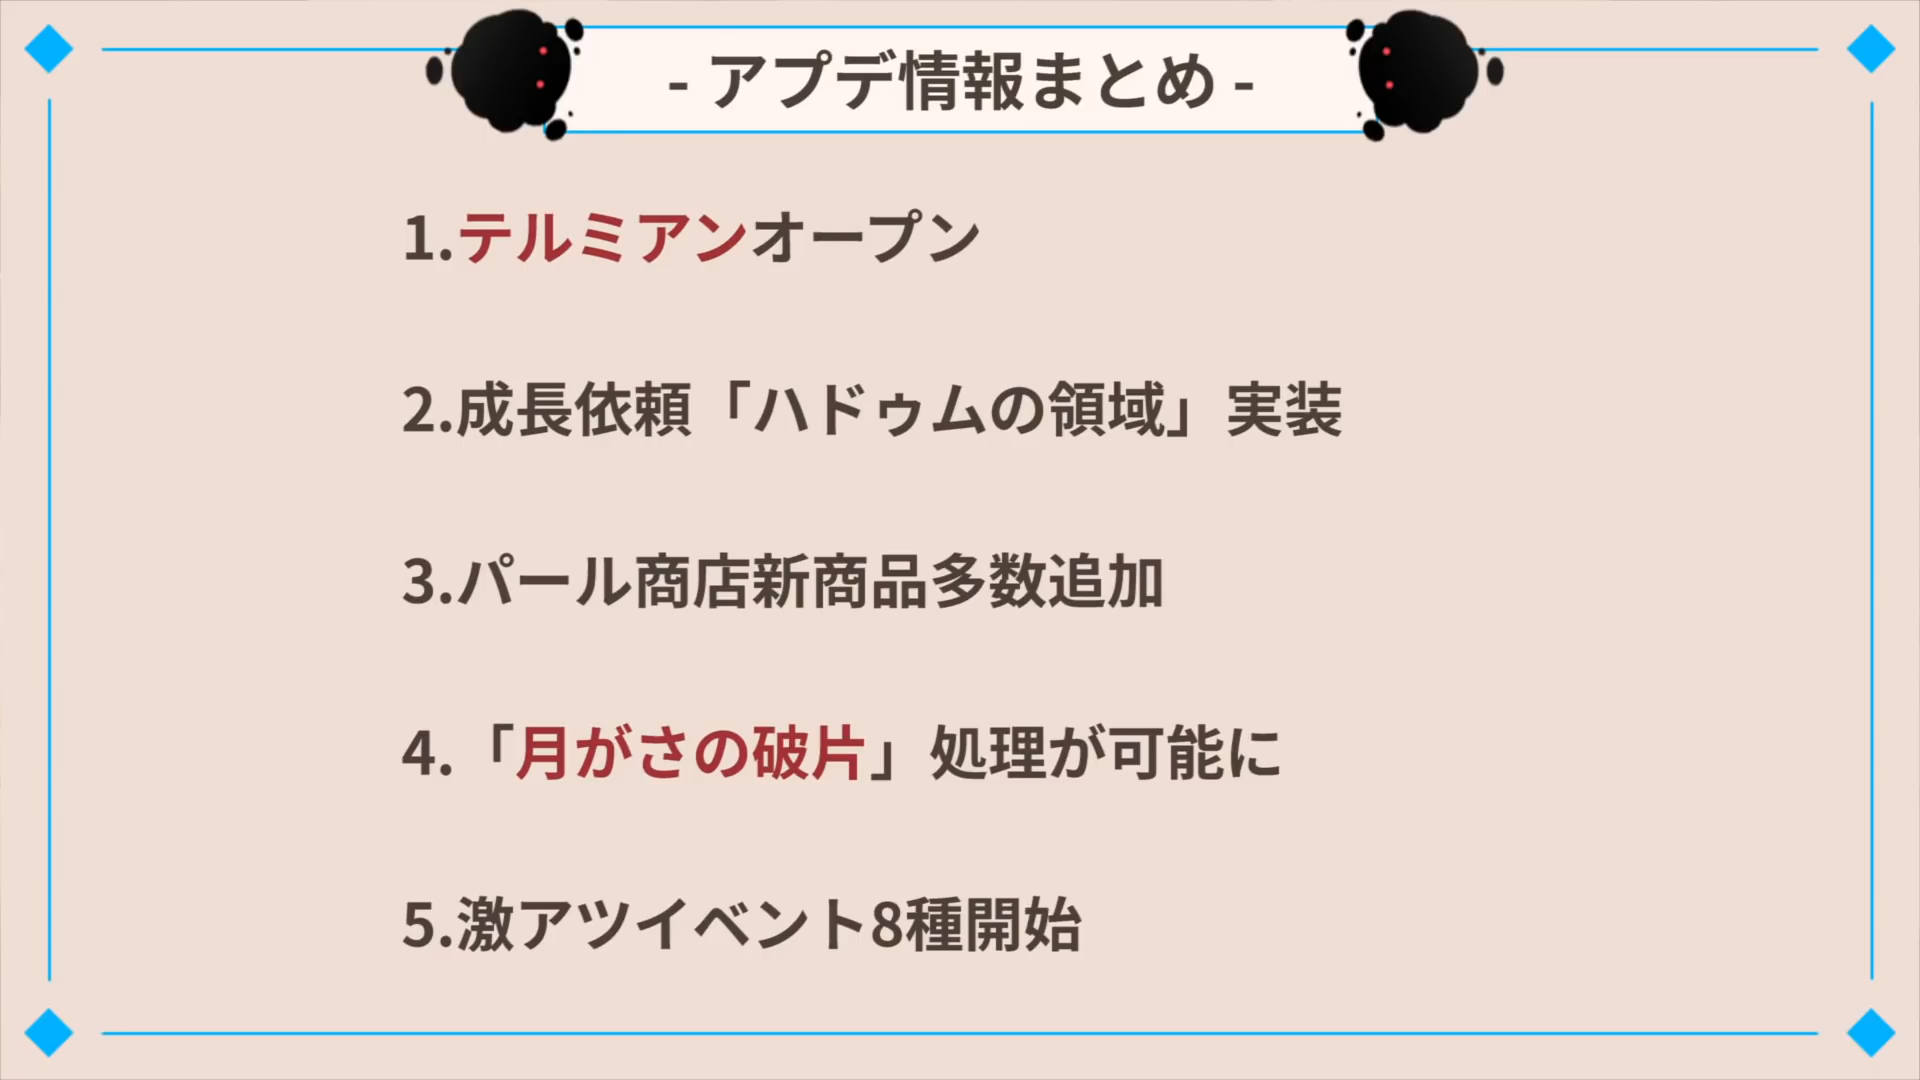 - アプデ情報まとめ -
1.テルミアンオープン
2.成長依頼「ハドゥムの領域」実装
3.パール商店新商品多数追加
4.「月がさの破片」処理が可能に
5.激アツイベント8種開始